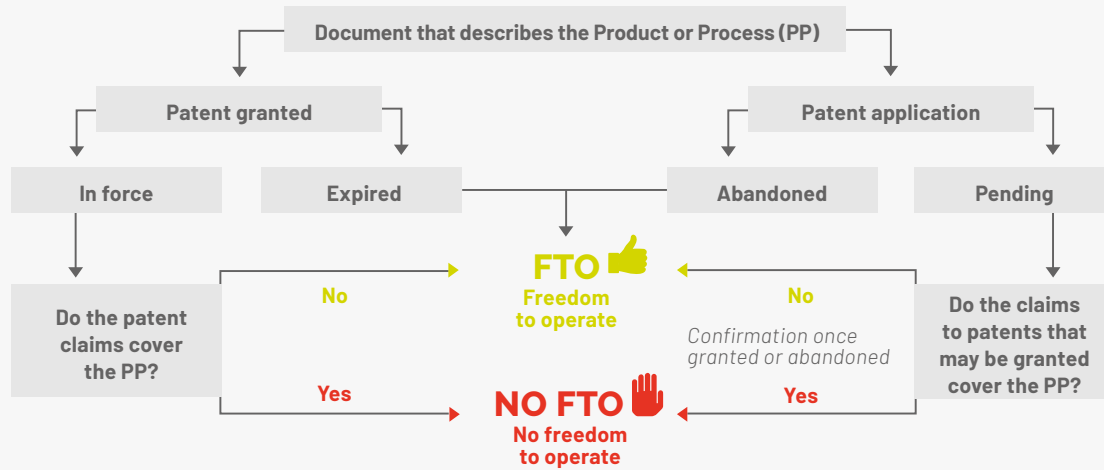 Document that describes the Product or Process (PP)
Patent granted
Patent application
In force
Expired
Abandoned
Pending
FTO
Freedom
to operate
No
No
Do the patent
claims cover
the PP?
Do the claims
to patents that
may be granted
cover the PP?
Confirmation once
granted or abandoned
Yes
Yes
NO FTO
No freedom
to operate